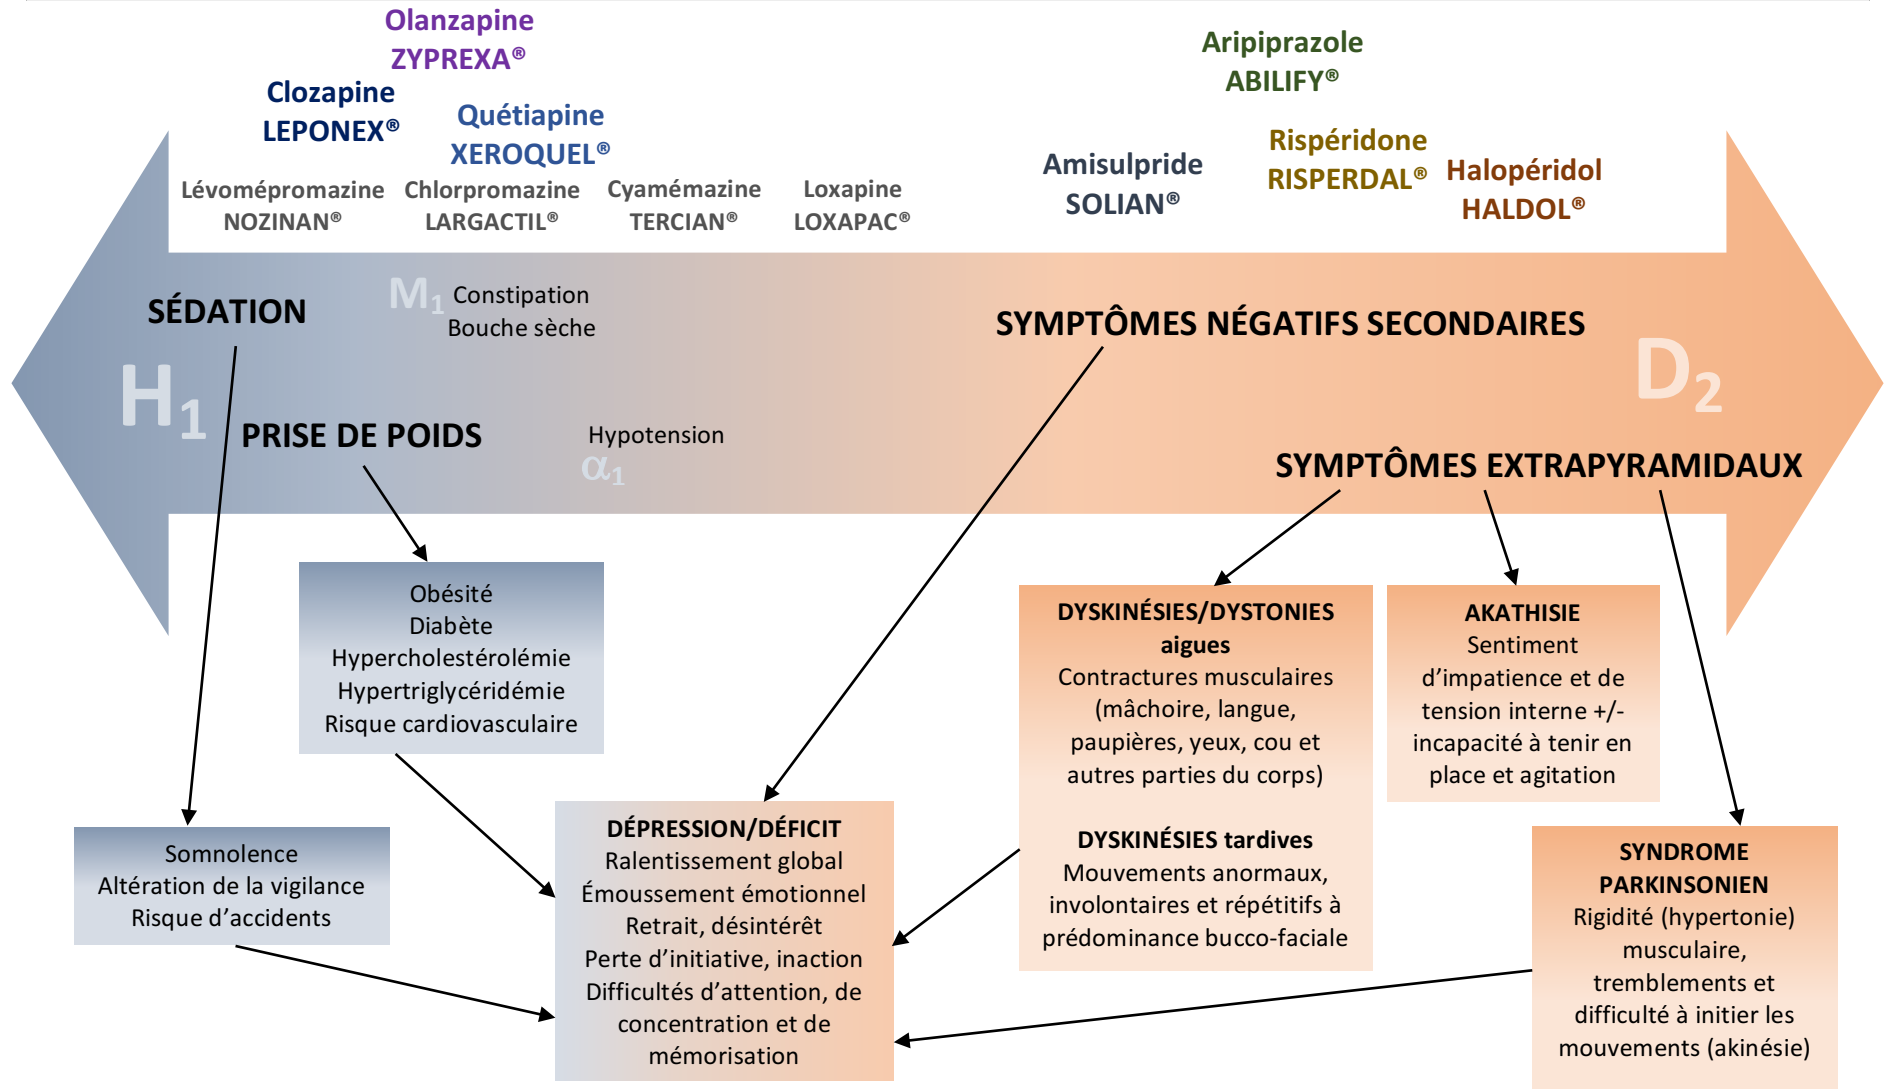 Olanzapine
ZYPREXA®
Clozapine
LEPONEX®
Quétiapine
XEROQUEL®
Aripiprazole
ABILIFY®
Amisulpride
SOLIAN®
Rispéridone
RISPERDAL®
Halopéridol
HALDOL®
Lévomépromazine
NOZINAN®
Chlorpromazine
LARGACTIL®
Cyamémazine
TERCIAN®
Loxapine
LOXAPAC®
SÉDATION
M1 Constipation
Bouche sèche
SYMPTÔMES NÉGATIFS SECONDAIRES
H1
D2
PRISE DE POIDS
Hypotension
α1
SYMPTÔMES EXTRAPYRAMIDAUX
Obésité
Diabète
Hypercholestérolémie
Hypertriglycéridémie
Risque cardiovasculaire
Somnolence
Altération de la vigilance
Risque d’accidents
DÉPRESSION/DÉFICIT
Ralentissement global
Émoussement émotionnel
Retrait, désintérêt
Perte d’initiative, inaction
Difficultés d’attention, de
concentration et de
mémorisation
DYSKINÉSIES/DYSTONIES
aigues
Contractures musculaires
(mâchoire, langue,
paupières, yeux, cou et
autres parties du corps)
DYSKINÉSIES tardives
Mouvements anormaux,
involontaires et répétitifs à
prédominance bucco-faciale
AKATHISIE
Sentiment
d’impatience et de
tension interne +/-
incapacité à tenir en
place et agitation
SYNDROME
PARKINSONIEN
Rigidité (hypertonie)
musculaire,
tremblements et
difficulté à initier les
mouvements (akinésie)